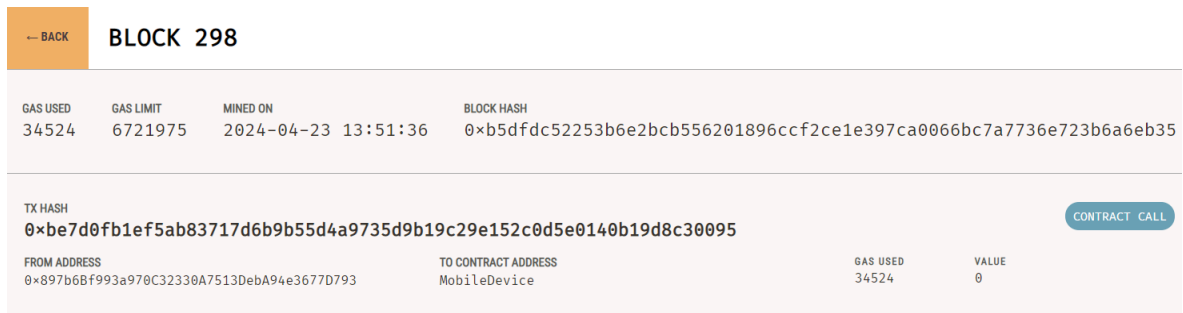 ← BACK
BLOCK 298
GAS USED GAS LIMIT MINED ON BLOCK HASH
34524 6721975 2024-04-23 13:51:36 0×b5dfdc52253b6e2bcb556201896ccf2ce1e397ca0066bc7a7736e723b6a6eb35
TX HASH
0×be7d0fb1ef5ab83717d6b9b55d4a9735d9b19c29e152c0d5e0140b19d8c30095
CONTRACT CALL
FROM ADDRESS TO CONTRACT ADDRESS GAS USED VALUE
0×897b6Bf993a970C32330A7513DebA94e3677D793 MobileDevice 34524 0